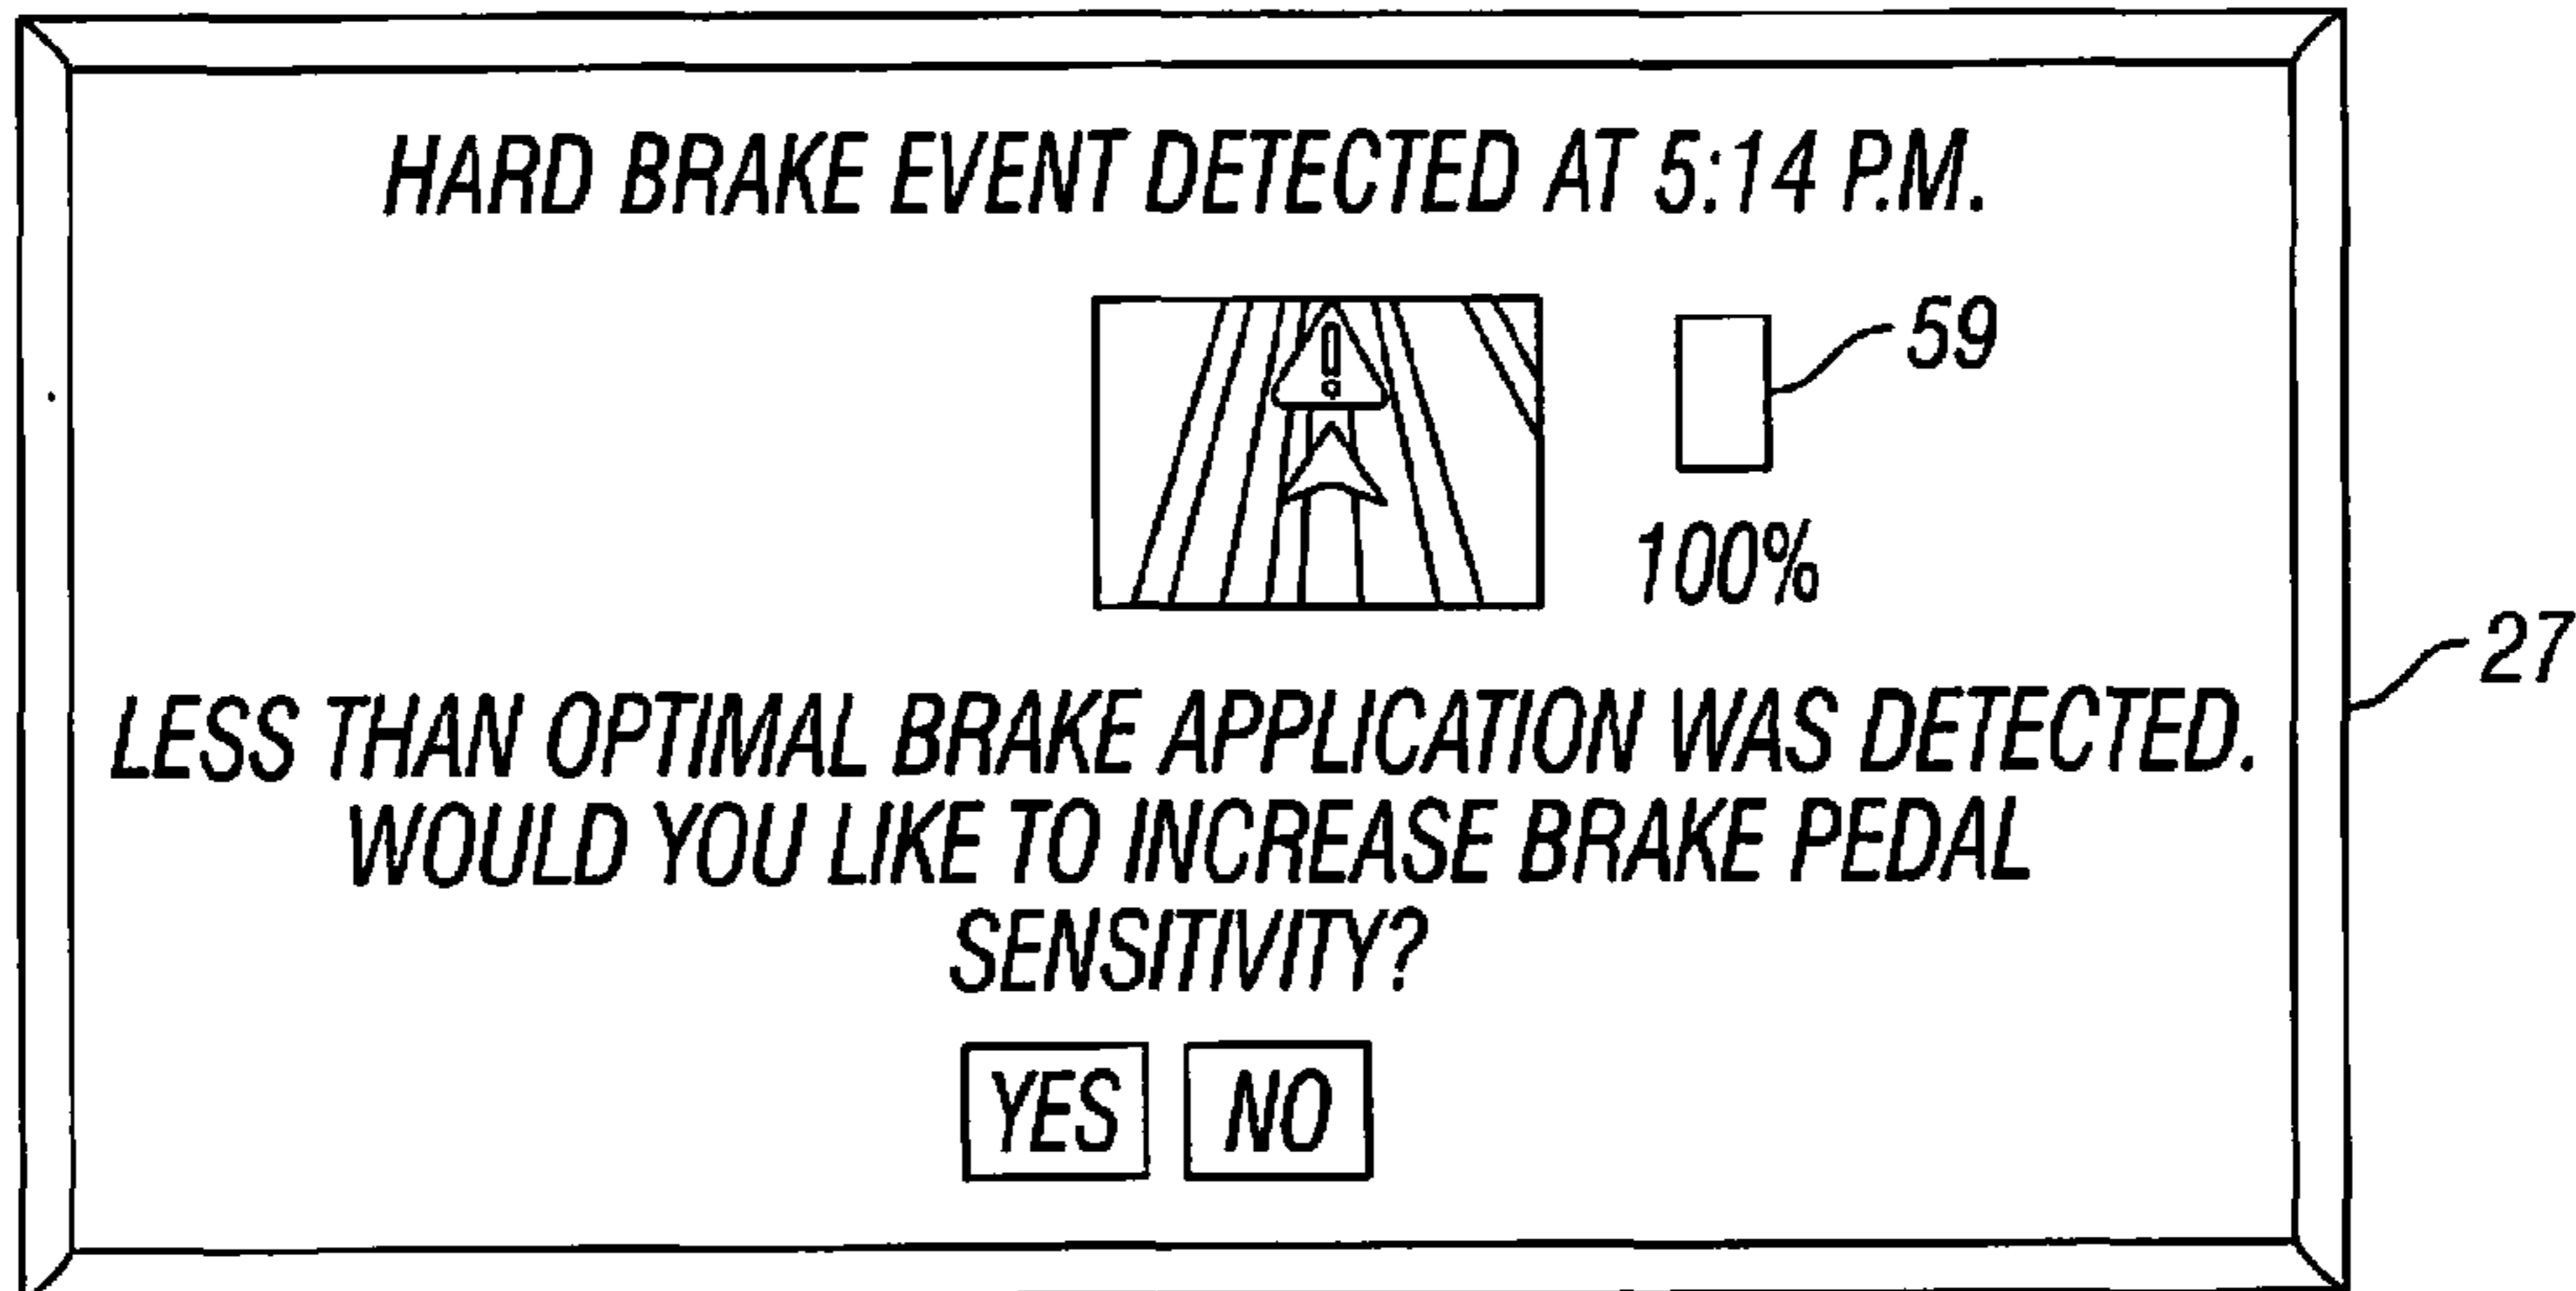 HARD BRAKE EVENT DETECTED AT 5:14 P.M.
59
100%
27
LESS THAN OPTIMAL BRAKE APPLICATION WAS DETECTED.
WOULD YOU LIKE TO INCREASE BRAKE PEDAL
SENSITIVITY?
YES NO